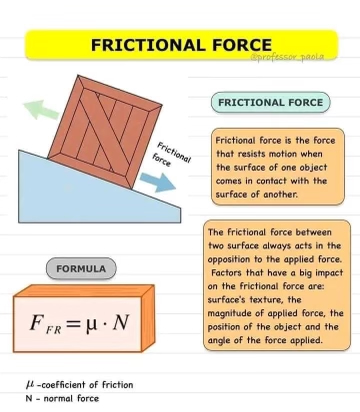 FRICTIONAL FORCE
@professor_paola
FRICTIONAL FORCE
Frictional
force
Frictional force is the force
that resists motion when
the surface of one object
comes in contact with the
surface of another.
The frictional force between
two surface always acts in the
opposition to the applied force.
Factors that have a big impact
on the frictional force are:
surface's texture, the
magnitude of applied force, the
position of the object and the
angle of the force applied.
FORMULA
F FR = μ · N
μ -coefficient of friction
N - normal force